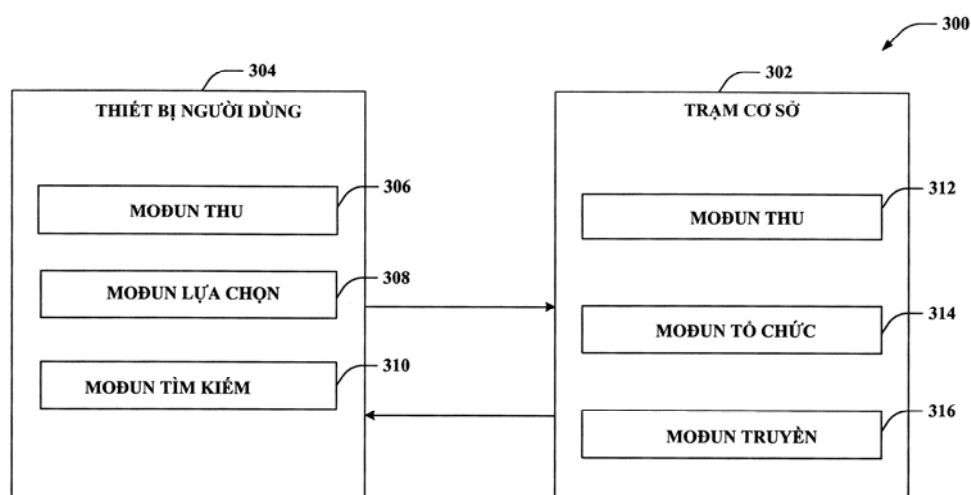 300
304
THIẾT BỊ NGƯỜI DÙNG
306
MOĐUN THU
308
MOĐUN LỰA CHỌN
310
MOĐUN TÌM KIẾM
302
TRẠM CƠ SỞ
312
MOĐUN THU
314
MOĐUN TỔ CHỨC
316
MOĐUN TRUYỀN